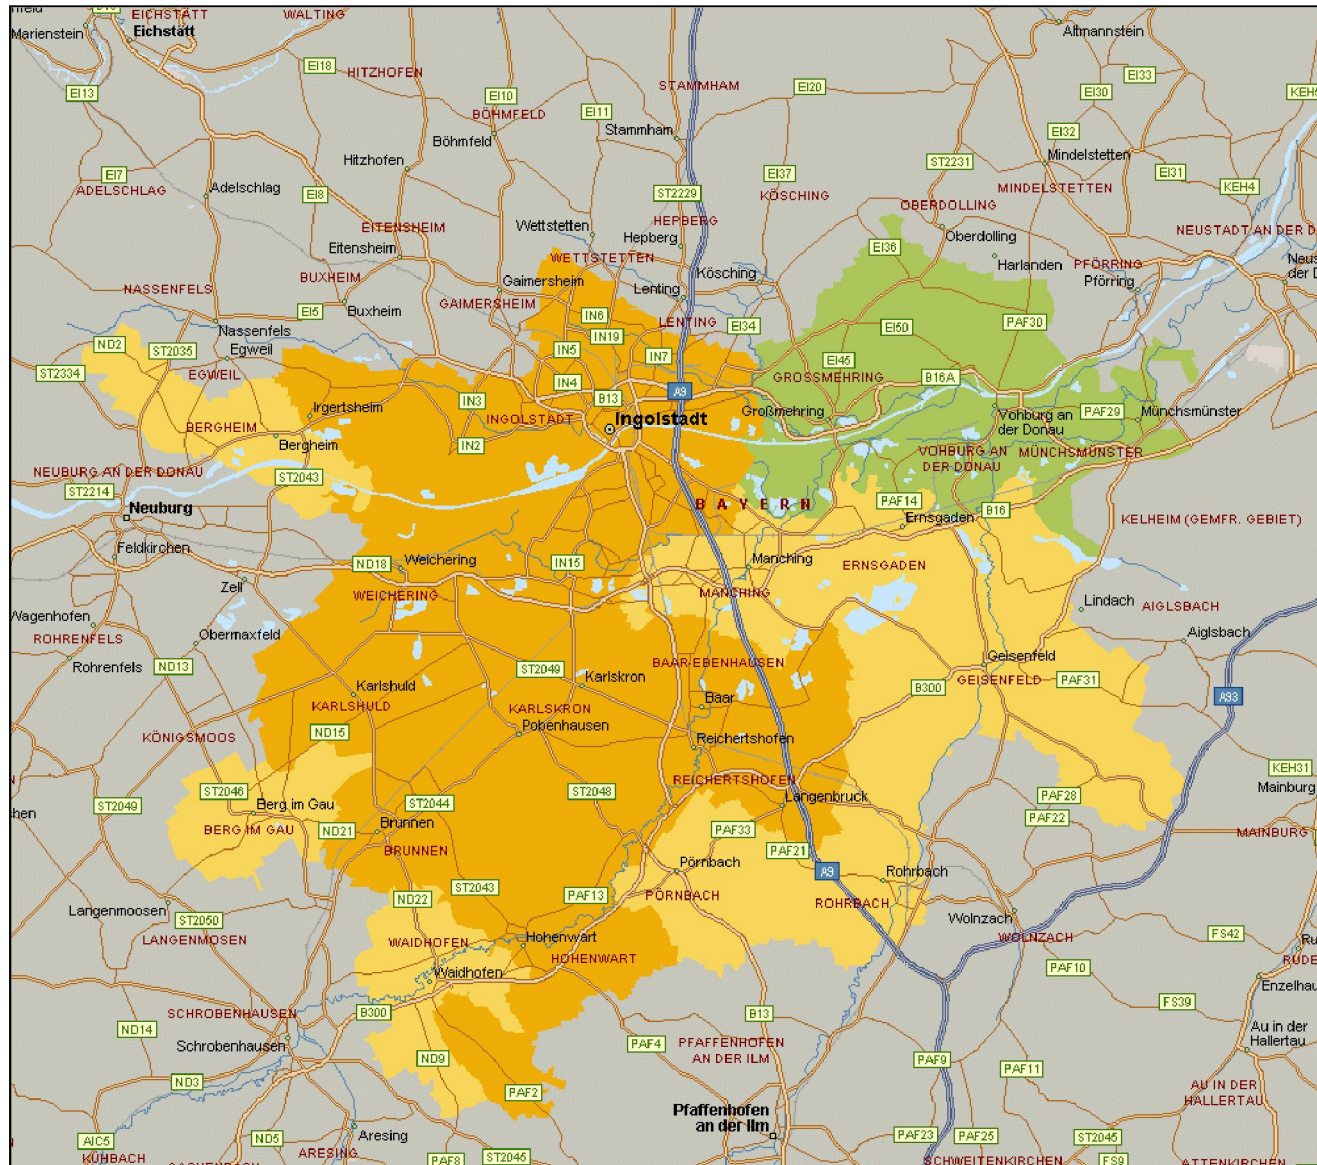 EICHSTÄTT
WALTING
Marienstein
Eichstätt
Altmannstein
EI18
HITZHOFEN
STAMMHAM
EI20
EI33
EI30
EI13
EI10
BÖHMFELD
EI11
Stammham
Böhmfeld
EI32
Mindelstetten
Hitzhofen
ST2231
EI7
ADELSCHLAG
Adelschlag
EI8
ST2229
EI37
KÖSCHING
MINDELSTETTEN
EI31
KEH4
OBERDOLLING
EITENSHEIM
Wettstetten
HEPBERG
Hepberg
Oberdolling
NEUSTADT AN DER D
Eitensheim
WETTSTETTEN
EI36
Harlanden
PFÖRRING
BUXHEIM
Gaimersheim
Kösching
Pförring
der D
NASSENFELS
GAIMERSHEIM
Lenting
EI5
Buxheim
IN6
LENTING
EI34
EI50
PAF30
Nassenfels
ND2
ST2035
Egweil
IN19
IN5
IN7
EI45
ST2334
EGWEIL
GROSSMEHRING
B16A
IN4
A9
IN3
B13
Irgertsheim
INGOLSTADT
Ingolstadt
Großmehring
Vohburg an
der Donau
PAF29
Münchsmünster
BERGHEIM
Bergheim
IN2
VOHBURG AN
DER DONAU
MÜNCHSMÜNSTER
NEUBURG AN DER DONAU
ST2043
ST2214
Neuburg
BAYERN
PAF14
B16
Ernsgaden
KELHEIM (GEMFR. GEBIET)
Feldkirchen
ND18
Weichering
IN15
Manching
ERNSGADEN
Zell
WEICHERING
MANCHING
Lindach
AIGLSBACH
Wagenhofen
ROHRENFELS
Obermaxfeld
Aiglsbach
Rohrenfels
ND13
ST2049
Karlskron
BAAR-EBENHAUSEN
Geisenfeld
GEISENFELD
PAF31
Karlshuld
KARLSHULD
KARLSKRON
Baar
B300
A93
KÖNIGSMOOS
ND15
Pobenhausen
Reichertshofen
REICHERTSHOFEN
KEH31
Mainburg
ST2046
ST2049
ST2044
ST2048
Langenbruck
PAF28
chen
Berg im Gau
BERG IM GAU
ND21
Brunnen
PAF33
PAF22
MAINBURG
BRUNNEN
PAF21
Pörnbach
A9
Rohrbach
ST2043
PAF13
PÖRNBACH
ROHRBACH
ND22
Langenmoosen
ST2050
LANGENMOSEN
Wolnzach
WOLNZACH
FS42
WAIDHOFEN
Hohenwart
HOHENWART
Waidhofen
PAF10
Enzelhau
FS39
SCHROBENHAUSEN
B300
B13
ND14
Schrobenhausen
PAF4
PFAFFENHOFEN
AN DER ILM
Au in der
Hallertau
ND9
PAF9
PAF11
ND3
PAF2
AU IN DER
HALLERTAU
Pfaffenhofen
an der Ilm
AIC5
ND5
Aresing
PAF23
PAF25
ST2045
KÜHBACH
ARESING
PAF8
ST2045
SCHWEITENKIRCHEN
FS9
ATTENKIRCHEN